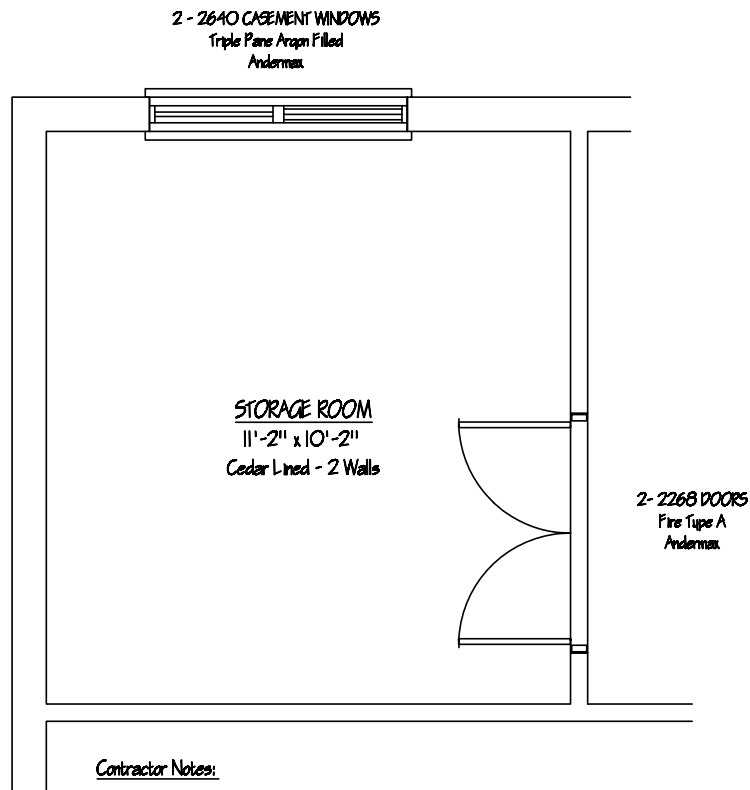 2 - 2640 CASEMENT WINDOWS
Triple Pane Argon Filled
Andermax
STORAGE ROOM
11'-2" x 10'-2"
Cedar Lined - 2 Walls
2- 2268 DOORS
Fire Type A
Andermax
Contractor Notes: